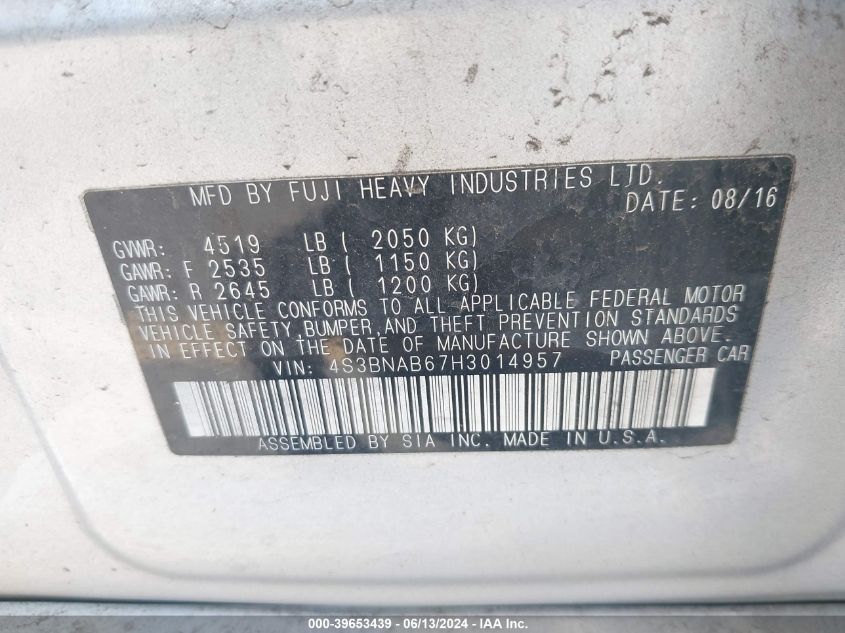 MFD BY FUJI HEAVY INDUSTRIES LTD.
DATE: 08/16
GVWR: 4519 LB ( 2050 KG)
GAWR: F 2535 LB ( 1150 KG)
GAWR: R 2645 LB ( 1200 KG)
THIS VEHICLE CONFORMS TO ALL APPLICABLE FEDERAL MOTOR
VEHICLE SAFETY, BUMPER, AND THEFT PREVENTION STANDARDS
IN EFFECT ON THE DATE OF MANUFACTURE SHOWN ABOVE.
VIN: 4S3BNAB67H3014957 PASSENGER CAR
ASSEMBLED BY SIA INC. MADE IN U.S.A.
000-39653439 - 06/13/2024 - IAA Inc.